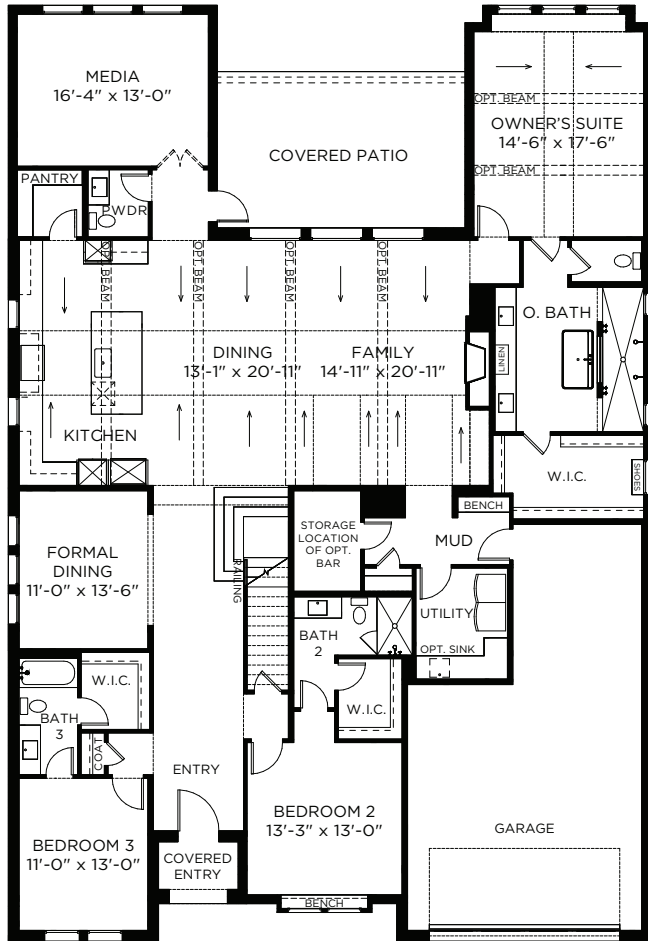 MEDIA
16'-4" x 13'-0"
COVERED PATIO
OPT. BEAM
OWNER'S SUITE
14'-6" x 17'-6"
OPT. BEAM
PANTRY
PWDR
OPT. BEAM
OPT. BEAM
OPT. BEAM
OPT. BEAM
O. BATH
LINEN
DINING
13'-1" x 20'-11"
FAMILY
14'-11" x 20'-11"
KITCHEN
W.I.C.
SHOES
BENCH
STORAGE
LOCATION
OF OPT.
BAR
MUD
FORMAL
DINING
11'-0" x 13'-6"
RAILING
UTILITY
OPT. SINK
BATH
2
W.I.C.
W.I.C.
BATH
3
COAT
ENTRY
BEDROOM 2
13'-3" x 13'-0"
GARAGE
BEDROOM 3
11'-0" x 13'-0"
COVERED
ENTRY
BENCH